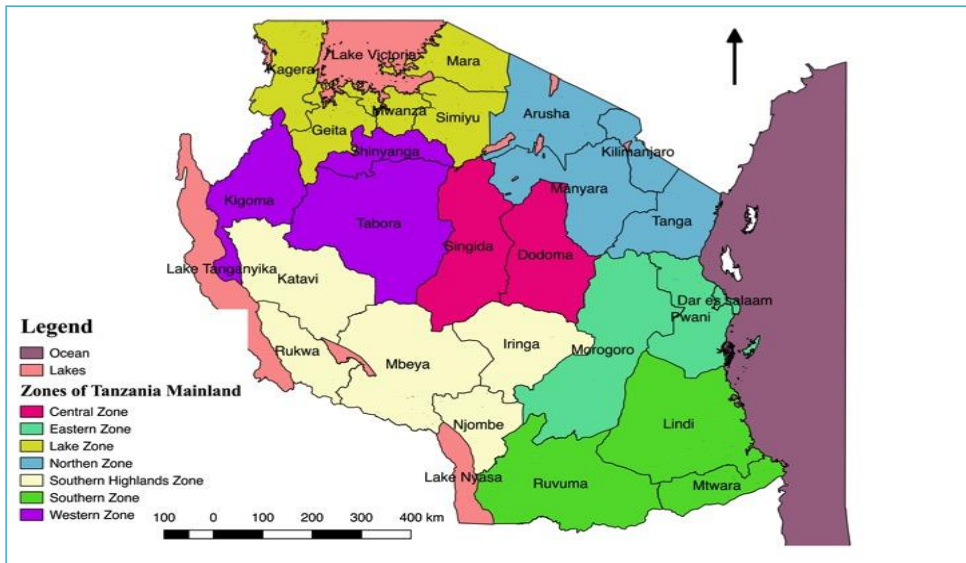 Lake Victoria
Kagera
Mara
Mwanza
Geita
Simiyu
Arusha
Shinyanga
Kilimanjaro
Manyara
Kigoma
Tabora
Tanga
Singida
Dodoma
Lake Tanganyika
Katavi
Dar es Salaam
Pwani
Rukwa
Mbeya
Iringa
Morogoro
Njombe
Lindi
Lake Nyasa
Ruvuma
Mtwara
Legend
Ocean
Lakes
Zones of Tanzania Mainland
Central Zone
Eastern Zone
Lake Zone
Northen Zone
Southern Highlands Zone
Southern Zone
Western Zone
100 0 100 200 300 400 km